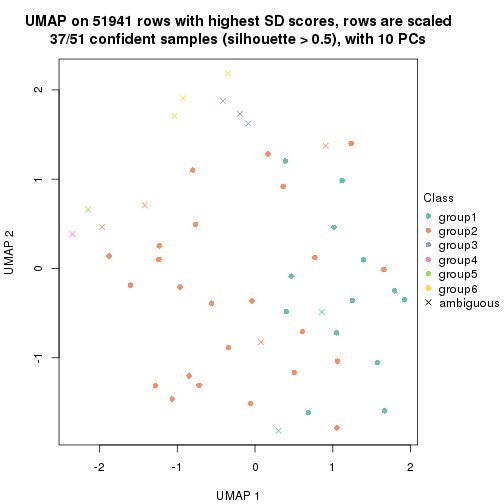 UMAP on 51941 rows with highest SD scores, rows are scaled
37/51 confident samples (silhouette > 0.5), with 10 PCs
UMAP 2
2
1
0
-1
-2
-1
0
1
2
UMAP 1
Class
group1
group2
group3
group4
group5
group6
ambiguous